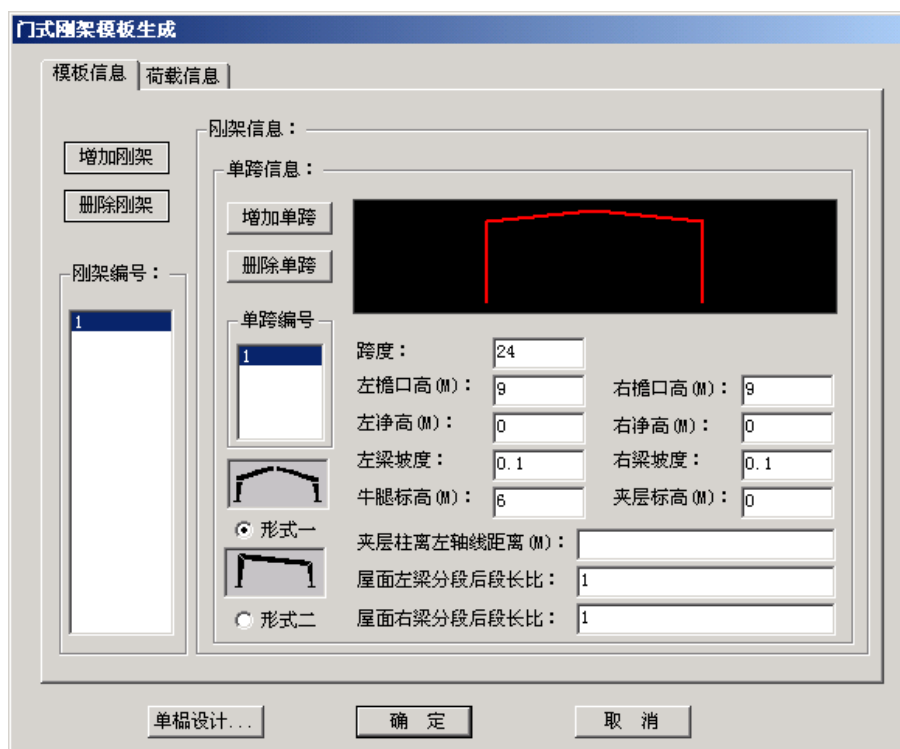 门式刚架模板生成
模板信息 荷载信息
增加刚架
删除刚架
刚架编号：
1
刚架信息：
单跨信息：
增加单跨
删除单跨
单跨编号
1
形式一
形式二
跨度： 24
左檐口高(M)： 9 右檐口高(M)： 9
左净高(M)： 0 右净高(M)： 0
左梁坡度： 0.1 右梁坡度： 0.1
牛腿标高(M)： 6 夹层标高(M)： 0
夹层柱离左轴线距离(M)：
屋面左梁分段后段长比： 1
屋面右梁分段后段长比： 1
单榀设计... 确 定 取 消